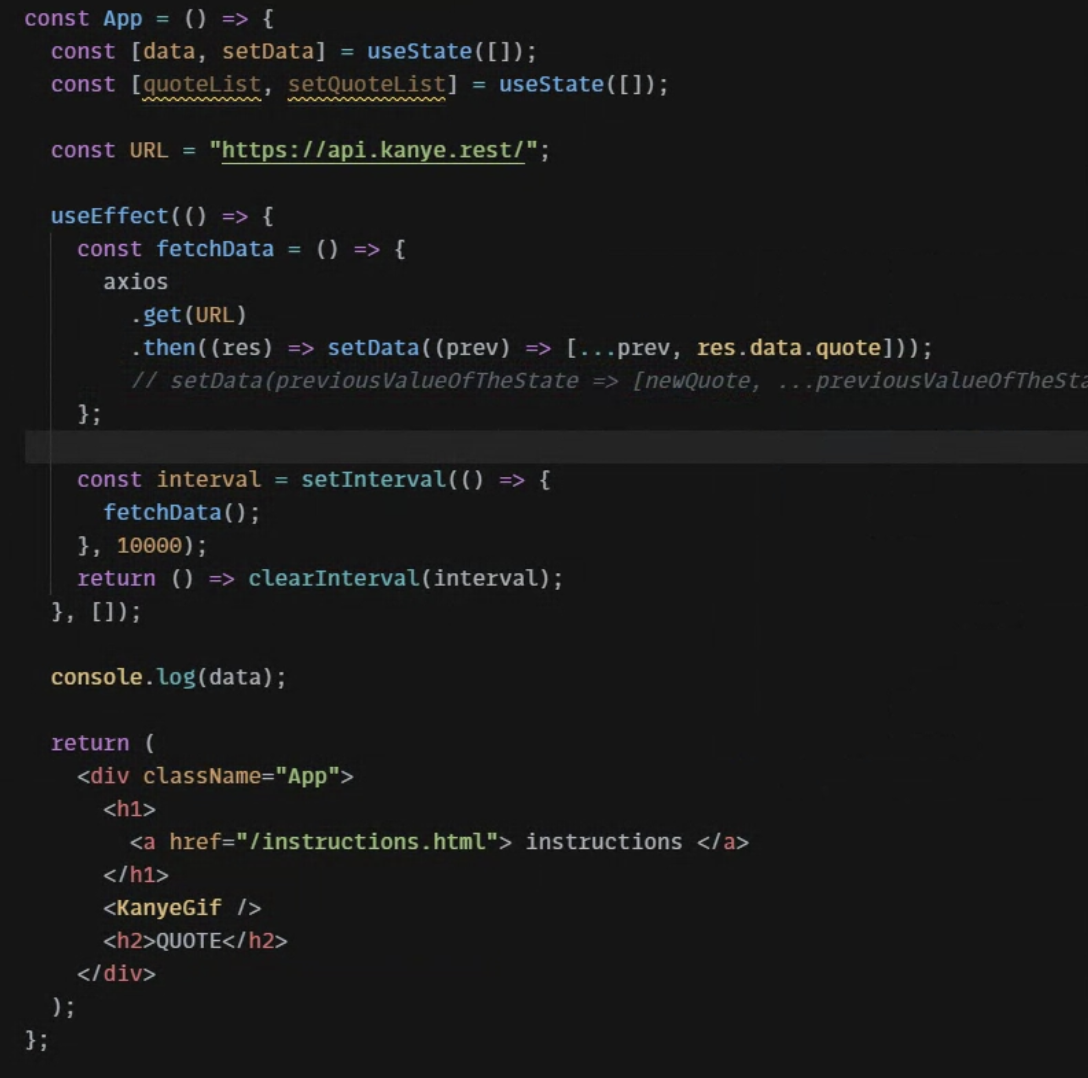 const App = () => {
const [data, setData] = useState([]);
const [quoteList, setQuoteList] = useState([]);
const URL = "https://api.kanye.rest/";
useEffect(() => {
const fetchData = () => {
axios
.get(URL)
.then((res) => setData((prev) => [...prev, res.data.quote]));
// setData(previousValueOfTheState => [newQuote, ...previousValueOfTheSta
};
const interval = setInterval(() => {
fetchData();
}, 10000);
return () => clearInterval(interval);
}, []);
console.log(data);
return (
<div className="App">
<h1>
<a href="/instructions.html"> instructions </a>
</h1>
<KanyeGif />
<h2>QUOTE</h2>
</div>
);
};